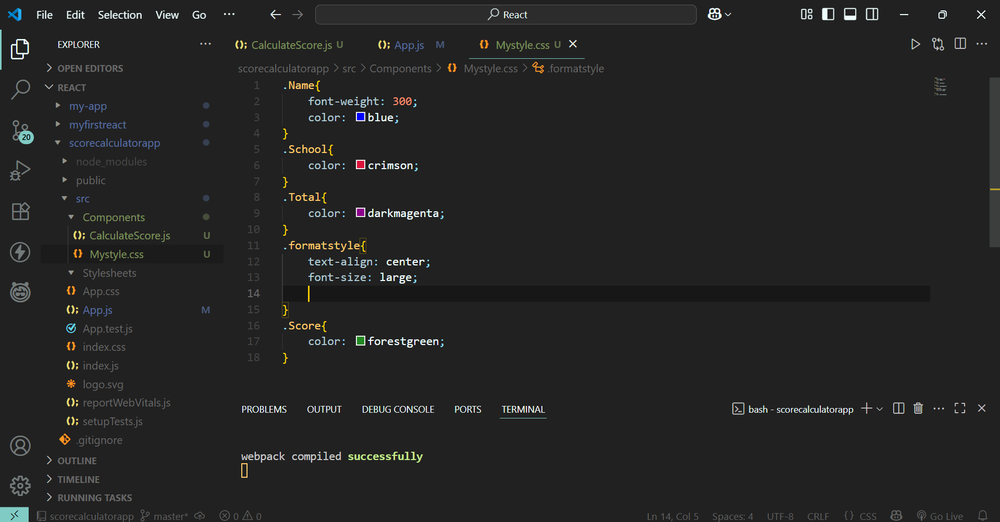 File Edit Selection View Go ··· React
EXPLORER ···
OPEN EDITORS
REACT
my-app
myfirstreact
scorecalculatorapp
node_modules
public
src
Components
CalculateScore.js U
Mystyle.css U
Stylesheets
App.css
App.js M
App.test.js
index.css
index.js
logo.svg
reportWebVitals.js
setupTests.js
.gitignore
OUTLINE
TIMELINE
RUNNING TASKS
20
CalculateScore.js U App.js M Mystyle.css U
scorecalculatorapp > src > Components > Mystyle.css > .formatstyle
1 .Name{
2 font-weight: 300;
3 color: blue;
4 }
5 .School{
6 color: crimson;
7 }
8 .Total{
9 color: darkmagenta;
10 }
11 .formatstyle{
12 text-align: center;
13 font-size: large;
14
15 }
16 .Score{
17 color: forestgreen;
18 }
PROBLEMS OUTPUT DEBUG CONSOLE PORTS TERMINAL bash - scorecalculatorapp
webpack compiled successfully
scorecalculatorapp master* 0 0 Ln 14, Col 5 Spaces: 4 UTF-8 CRLF {} CSS Go Live